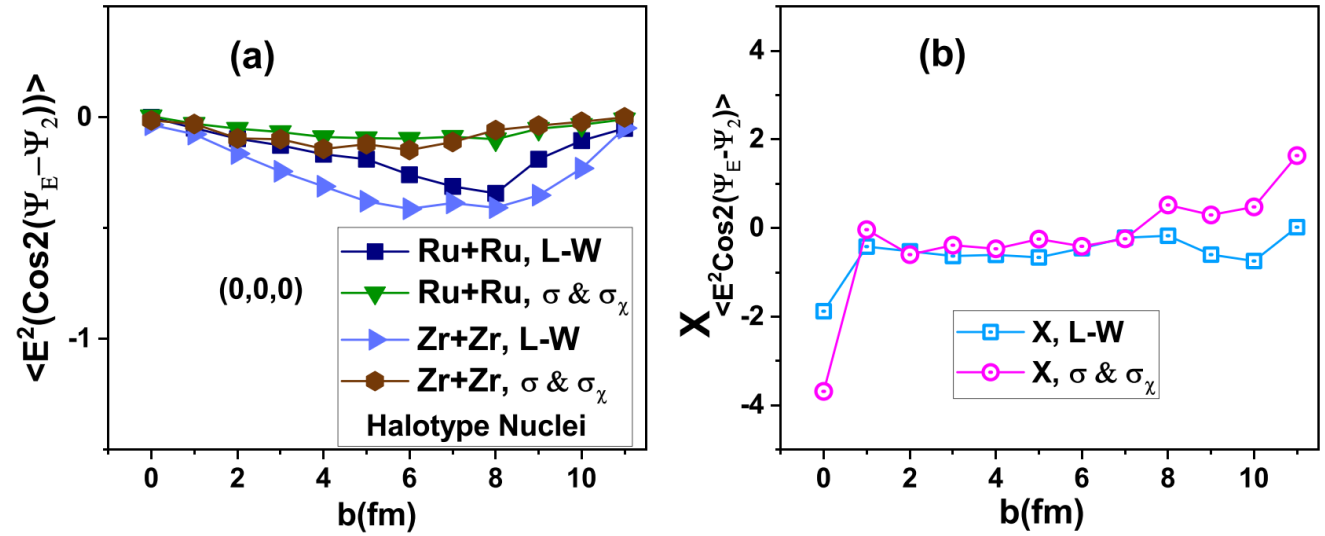 (a)
<E²(Cos2(Ψ_E−Ψ_2))>
0
-1
(0,0,0)
Ru+Ru, L-W
Ru+Ru, σ & σ_χ
Zr+Zr, L-W
Zr+Zr, σ & σ_χ
Halotype Nuclei
0 2 4 6 8 10
b(fm)
(b)
X_<E²Cos2(Ψ_E-Ψ_2)>
4
2
0
-2
-4
X, L-W
X, σ & σ_χ
0 2 4 6 8 10
b(fm)